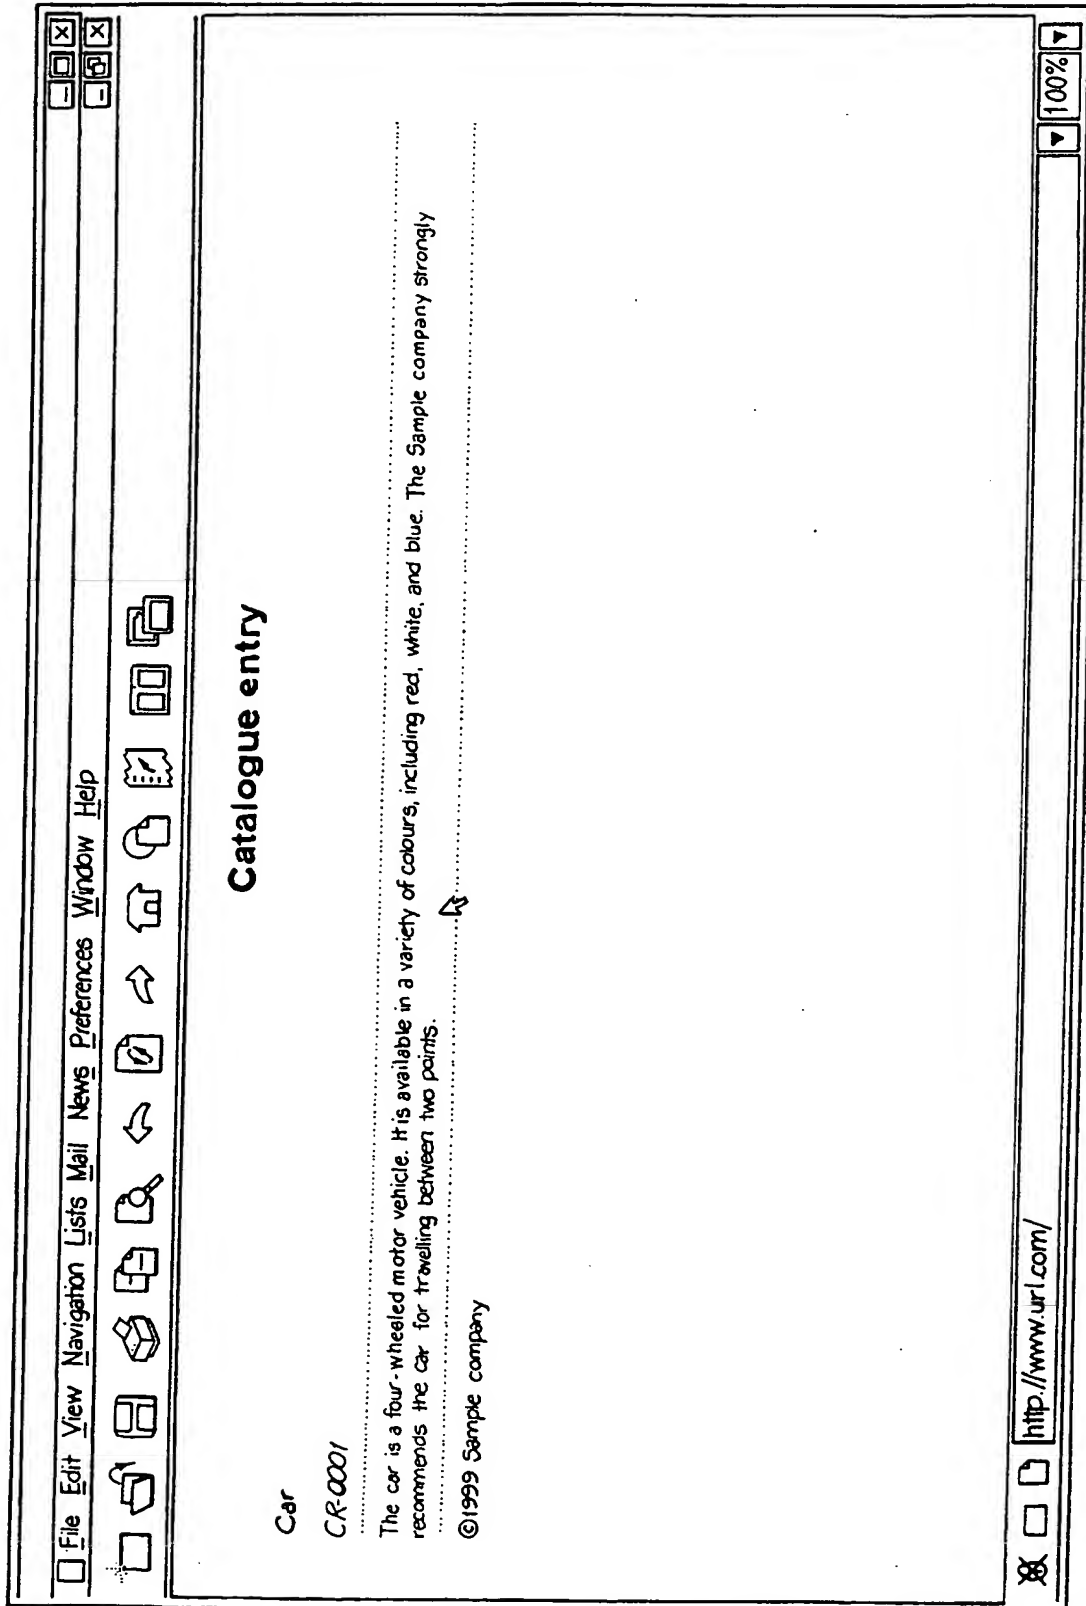 File Edit View Navigation Lists Mail News Preferences Window Help
Catalogue entry
Car
CR-0001
The car is a four-wheeled motor vehicle. It is available in a variety of colours, including red, white, and blue. The Sample company strongly
recommends the car for travelling between two points.
©1999 Sample company
http://www.url.com/
100%